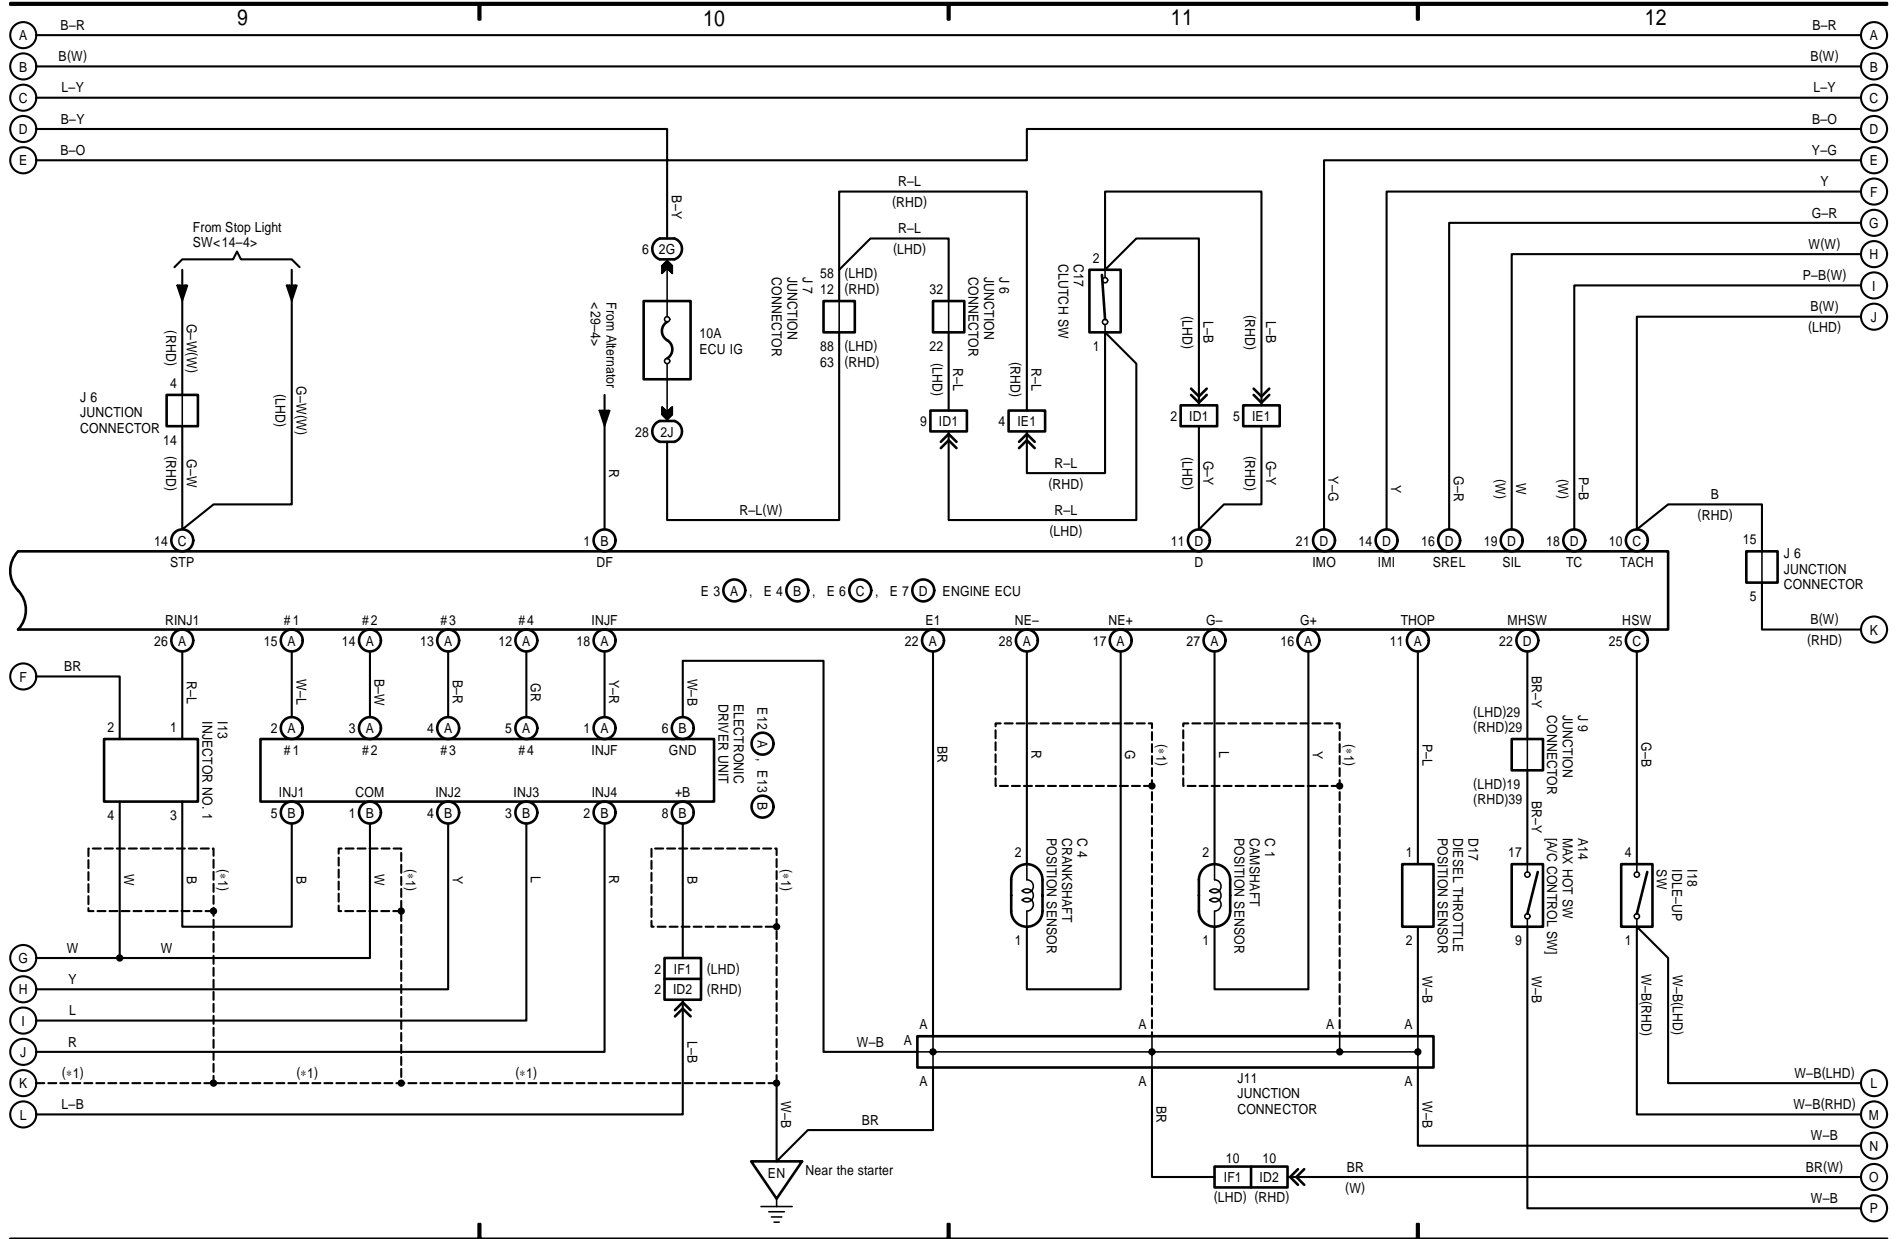 9
10
11
12
A B–R B–R A
B B(W) B(W) B
C L–Y L–Y C
D B–Y B–O D
E B–O Y–G E
Y F
G–R G
W(W) H
P–B(W) I
B(W) J
(LHD)
From Stop Light
SW<14–4>
G–W(W)
(RHD)
4
J 6
JUNCTION
CONNECTOR
14
G–W
(RHD)
G–W(W)
(LHD)
From Alternator
<29–4>
R
B–Y
6 2G
10A
ECU IG
28 2J
R–L(W)
R–L
(RHD)
R–L
(LHD)
58 (LHD)
12 (RHD)
J 7
JUNCTION
CONNECTOR
88 (LHD)
63 (RHD)
32
J 6
JUNCTION
CONNECTOR
22
R–L
(LHD)
R–L
(RHD)
9 ID1
4 IE1
R–L
(RHD)
R–L
(LHD)
2
C17
CLUTCH SW
1
L–B
(LHD)
L–B
(RHD)
2 ID1
5 IE1
G–Y
(LHD)
G–Y
(RHD)
Y–G
Y
G–R
W
(W)
P–B
(W)
B
(RHD)
15
J 6
JUNCTION
CONNECTOR
5
B(W) K
(RHD)
14 C
1 B
11 D
21 D
14 D
16 D
19 D
18 D
10 C
STP DF D IMO IMI SREL SIL TC TACH
E 3 A , E 4 B , E 6 C , E 7 D ENGINE ECU
RINJ1 #1 #2 #3 #4 INJF E1 NE– NE+ G– G+ THOP MHSW HSW
26 A
15 A
14 A
13 A
12 A
18 A
22 A
28 A
17 A
27 A
16 A
11 A
22 D
25 C
F BR
R–L
W–L
B–W
B–R
GR
Y–R
W–B
2 1
I13
INJECTOR NO. 1
4 3
2 A
3 A
4 A
5 A
1 A
6 B
#1 #2 #3 #4 INJF GND
ELECTRONIC
DRIVER UNIT
E12 A , E13 B
INJ1 COM INJ2 INJ3 INJ4 +B
5 B
1 B
4 B
3 B
2 B
8 B
W
B
(*1)
B
W
(*1)
Y
L
R
B
(*1)
BR
R
G
(*1)
L
Y
(*1)
P–L
BR–Y
(LHD)29
(RHD)29
J 9
JUNCTION
CONNECTOR
(LHD)19
(RHD)39
BR–Y
G–B
2
C 4
CRANKSHAFT
POSITION SENSOR
1
2
C 1
CAMSHAFT
POSITION SENSOR
1
1
D17
DIESEL THROTTLE
POSITION SENSOR
2
17
A14
MAX HOT SW
[A/C CONTROL SW]
9
4
I18
IDLE–UP
SW
1
W–B
W–B
W–B(RHD)
W–B(LHD)
G W W
H Y
I L
J R
K (*1) (*1) (*1)
L L–B
2 IF1 (LHD)
2 ID2 (RHD)
L–B
W–B A
A A A A
A A A
J11
JUNCTION
CONNECTOR
W–B
BR
EN Near the starter
BR
W–B
10 10
IF1 ID2
(LHD) (RHD)
BR
(W)
W–B(LHD) L
W–B(RHD) M
W–B N
BR(W) O
W–B P